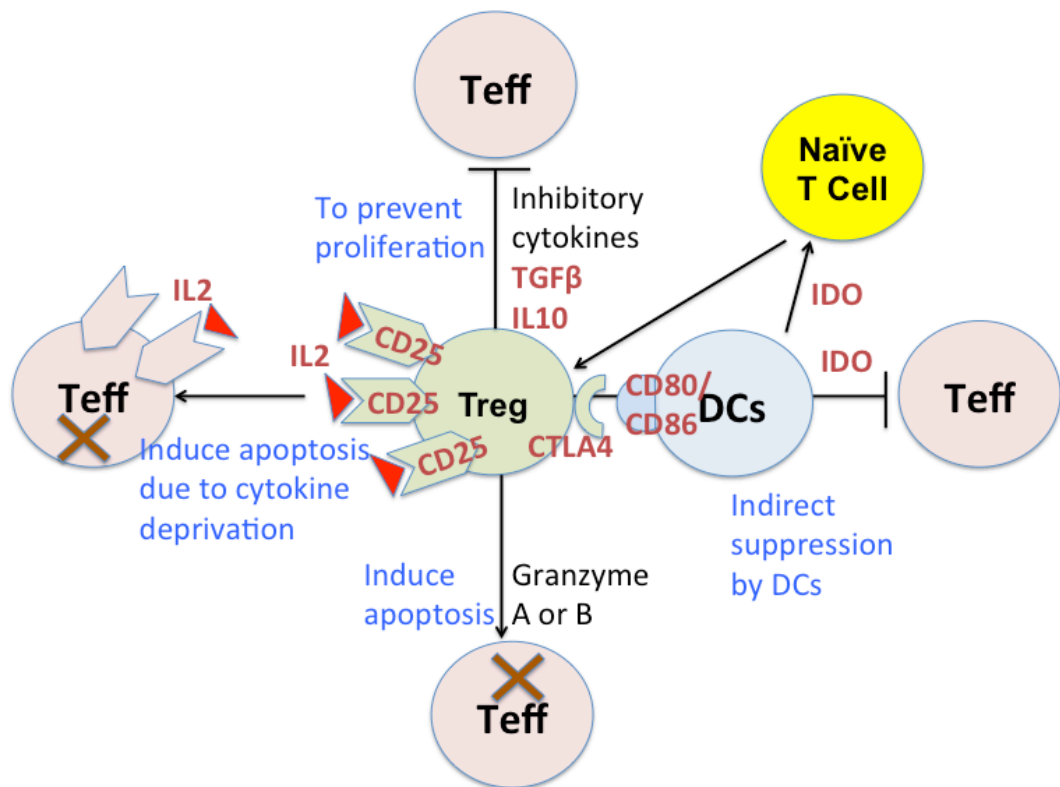 Teff
Naïve
T Cell
To prevent
proliferation
Inhibitory
cytokines
TGFβ
IL10
IDO
IL2
IL2
CD25
CD25
CD25
Teff
Treg
CTLA4
CD80/
CD86
DCs
IDO
Teff
Induce apoptosis
due to cytokine
deprivation
Indirect
suppression
by DCs
Induce
apoptosis
Granzyme
A or B
Teff